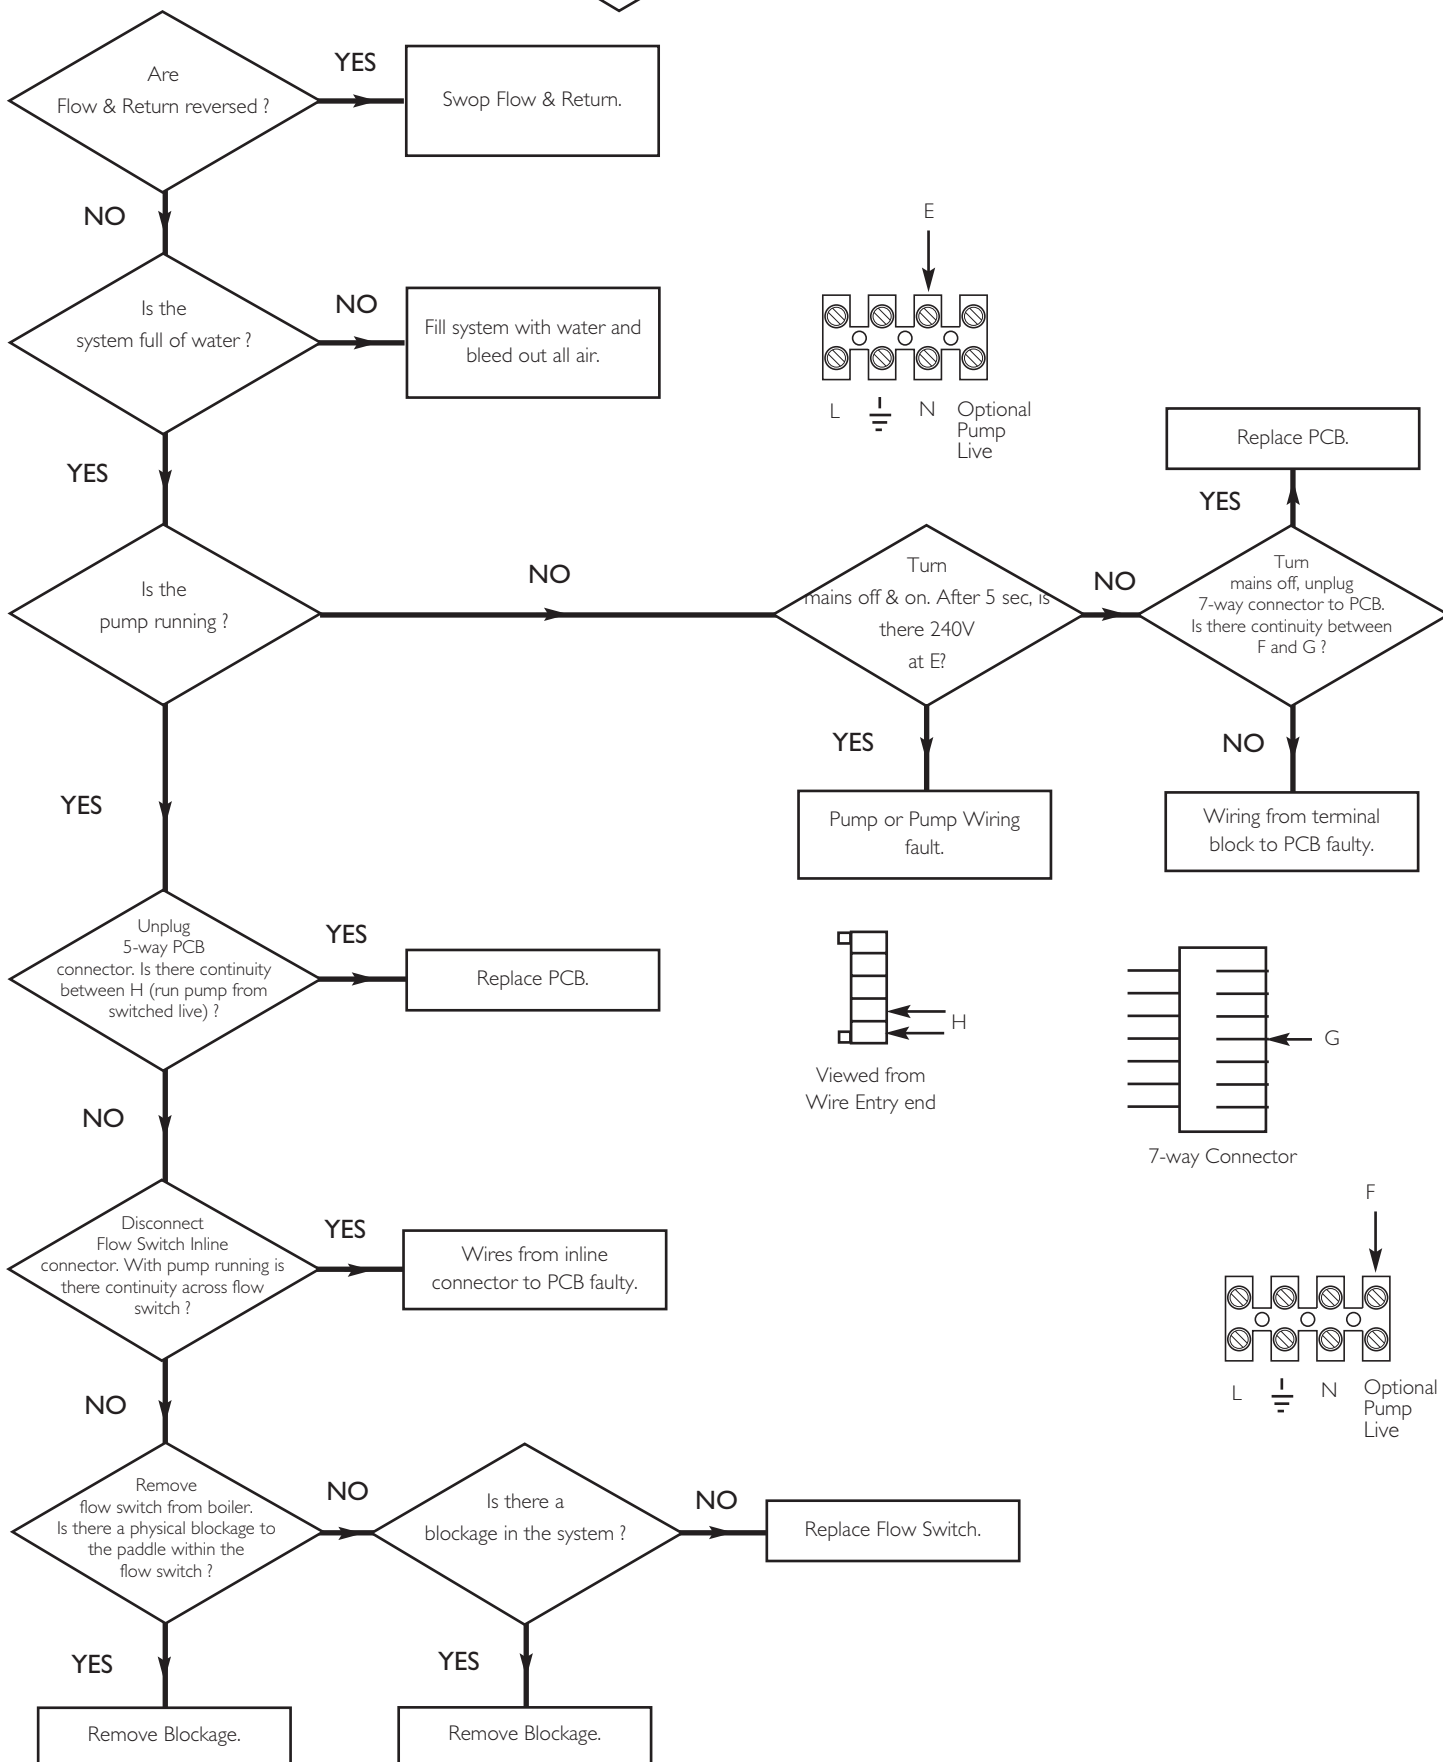 Are
Flow & Return reversed ?
YES
Swop Flow & Return.
NO
Is the
system full of water ?
NO
Fill system with water and
bleed out all air.
E
L
N
Optional
Pump
Live
YES
Is the
pump running ?
NO
Turn
mains off & on. After 5 sec, is
there 240V
at E?
NO
Turn
mains off, unplug
7-way connector to PCB.
Is there continuity between
F and G ?
YES
Replace PCB.
YES
Pump or Pump Wiring
fault.
NO
Wiring from terminal
block to PCB faulty.
YES
Unplug
5-way PCB
connector. Is there continuity
between H (run pump from
switched live) ?
YES
Replace PCB.
H
Viewed from
Wire Entry end
G
7-way Connector
F
L
N
Optional
Pump
Live
NO
Disconnect
Flow Switch Inline
connector. With pump running is
there continuity across flow
switch ?
YES
Wires from inline
connector to PCB faulty.
NO
Remove
flow switch from boiler.
Is there a physical blockage to
the paddle within the
flow switch ?
NO
Is there a
blockage in the system ?
NO
Replace Flow Switch.
YES
Remove Blockage.
YES
Remove Blockage.